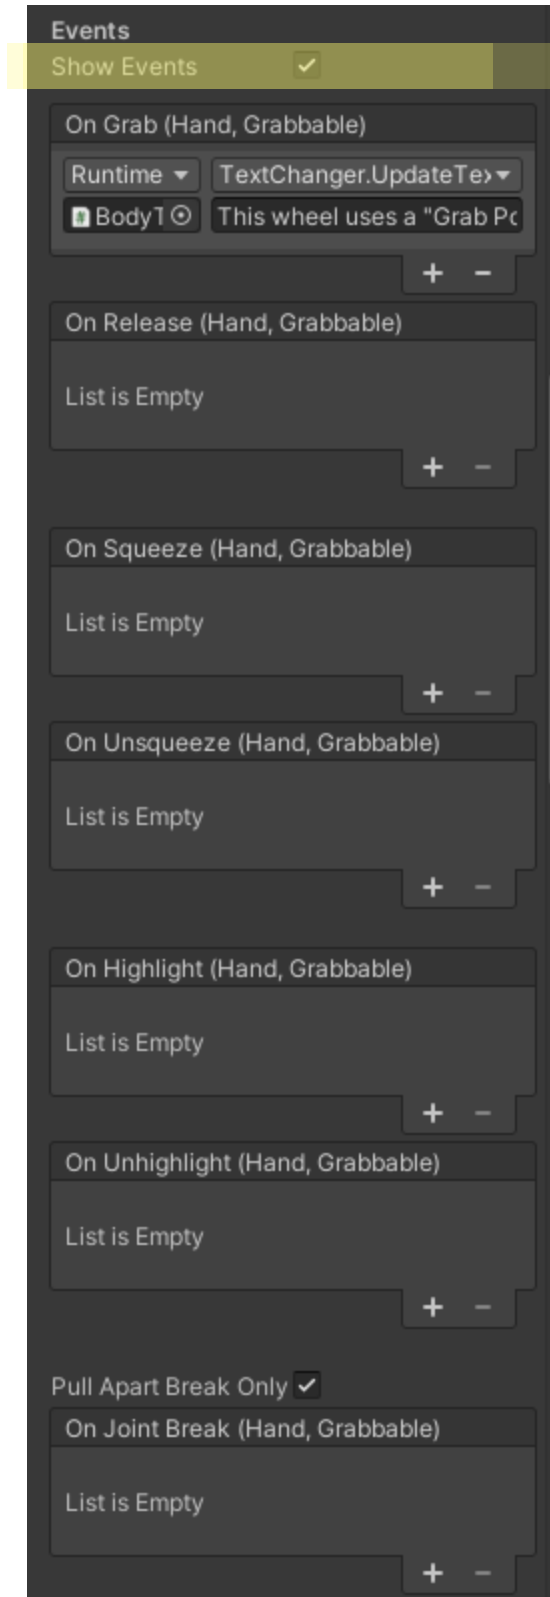 Events
Show Events
On Grab (Hand, Grabbable)
Runtime TextChanger.UpdateTe
BodyT This wheel uses a "Grab Po
+ −
On Release (Hand, Grabbable)
List is Empty
+ −
On Squeeze (Hand, Grabbable)
List is Empty
+ −
On Unsqueeze (Hand, Grabbable)
List is Empty
+ −
On Highlight (Hand, Grabbable)
List is Empty
+ −
On Unhighlight (Hand, Grabbable)
List is Empty
+ −
Pull Apart Break Only
On Joint Break (Hand, Grabbable)
List is Empty
+ −